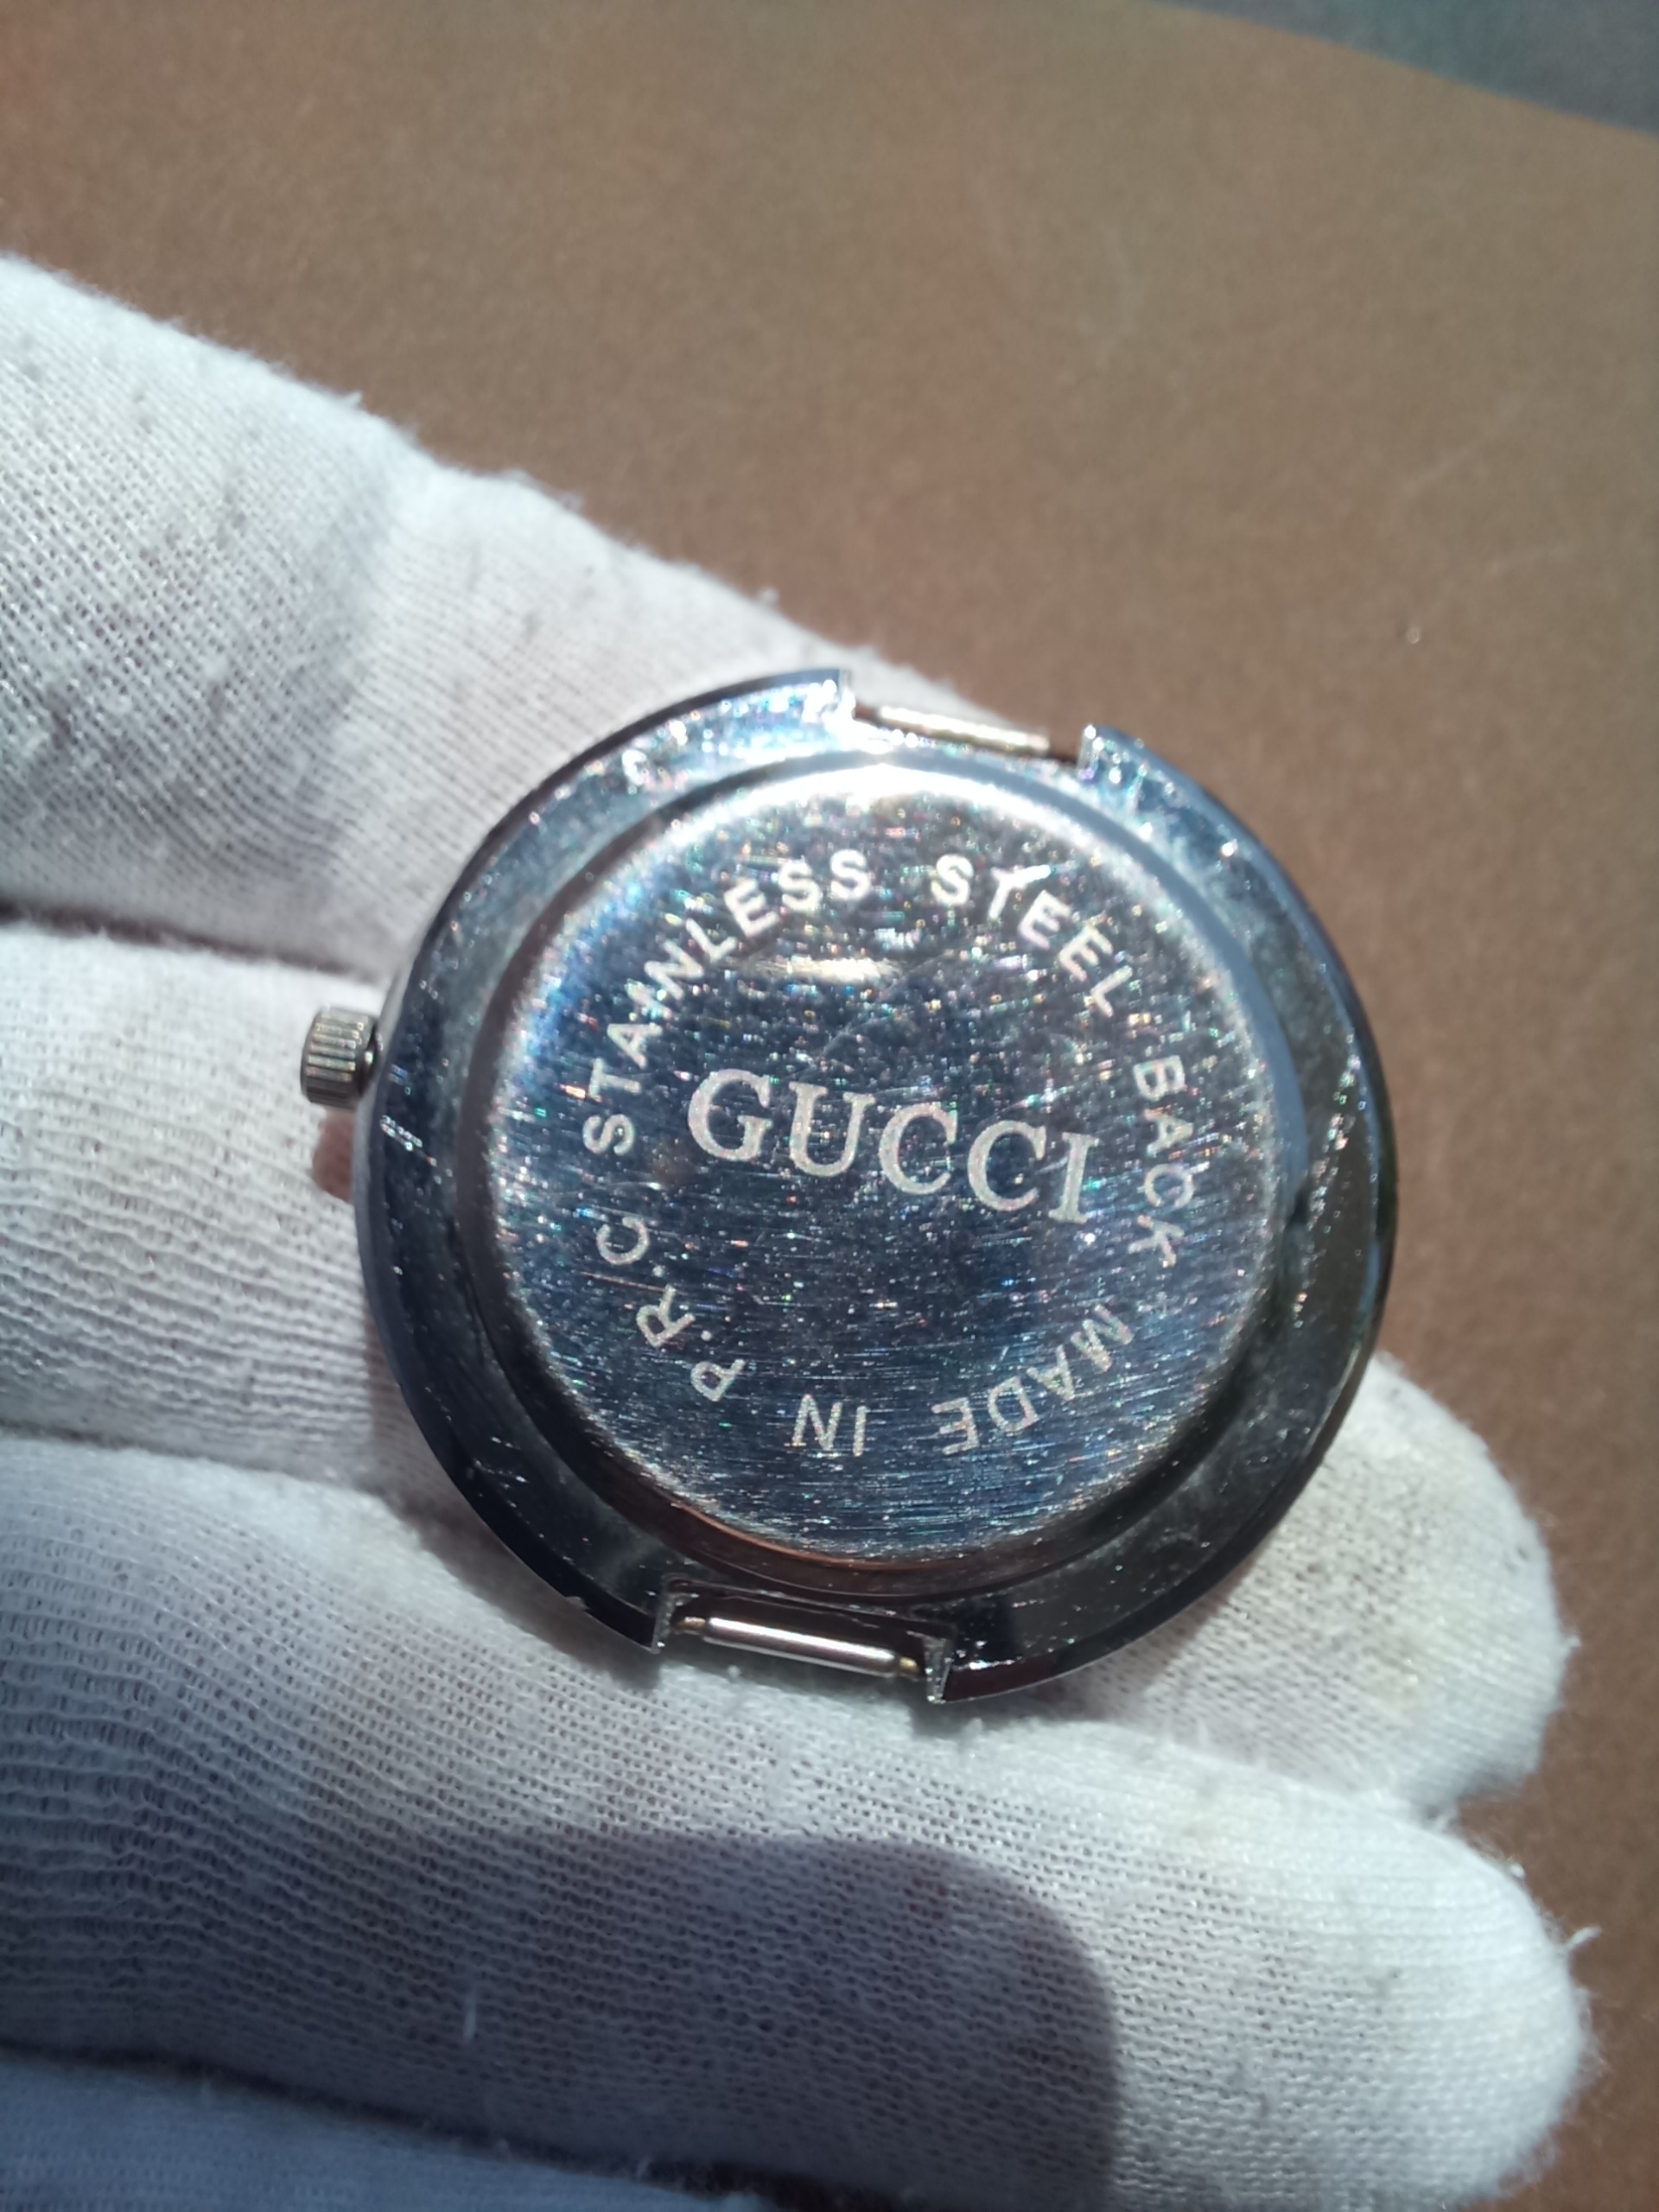 STAINLESS STEEL BACK
GUCCI
MADE IN P.R.C